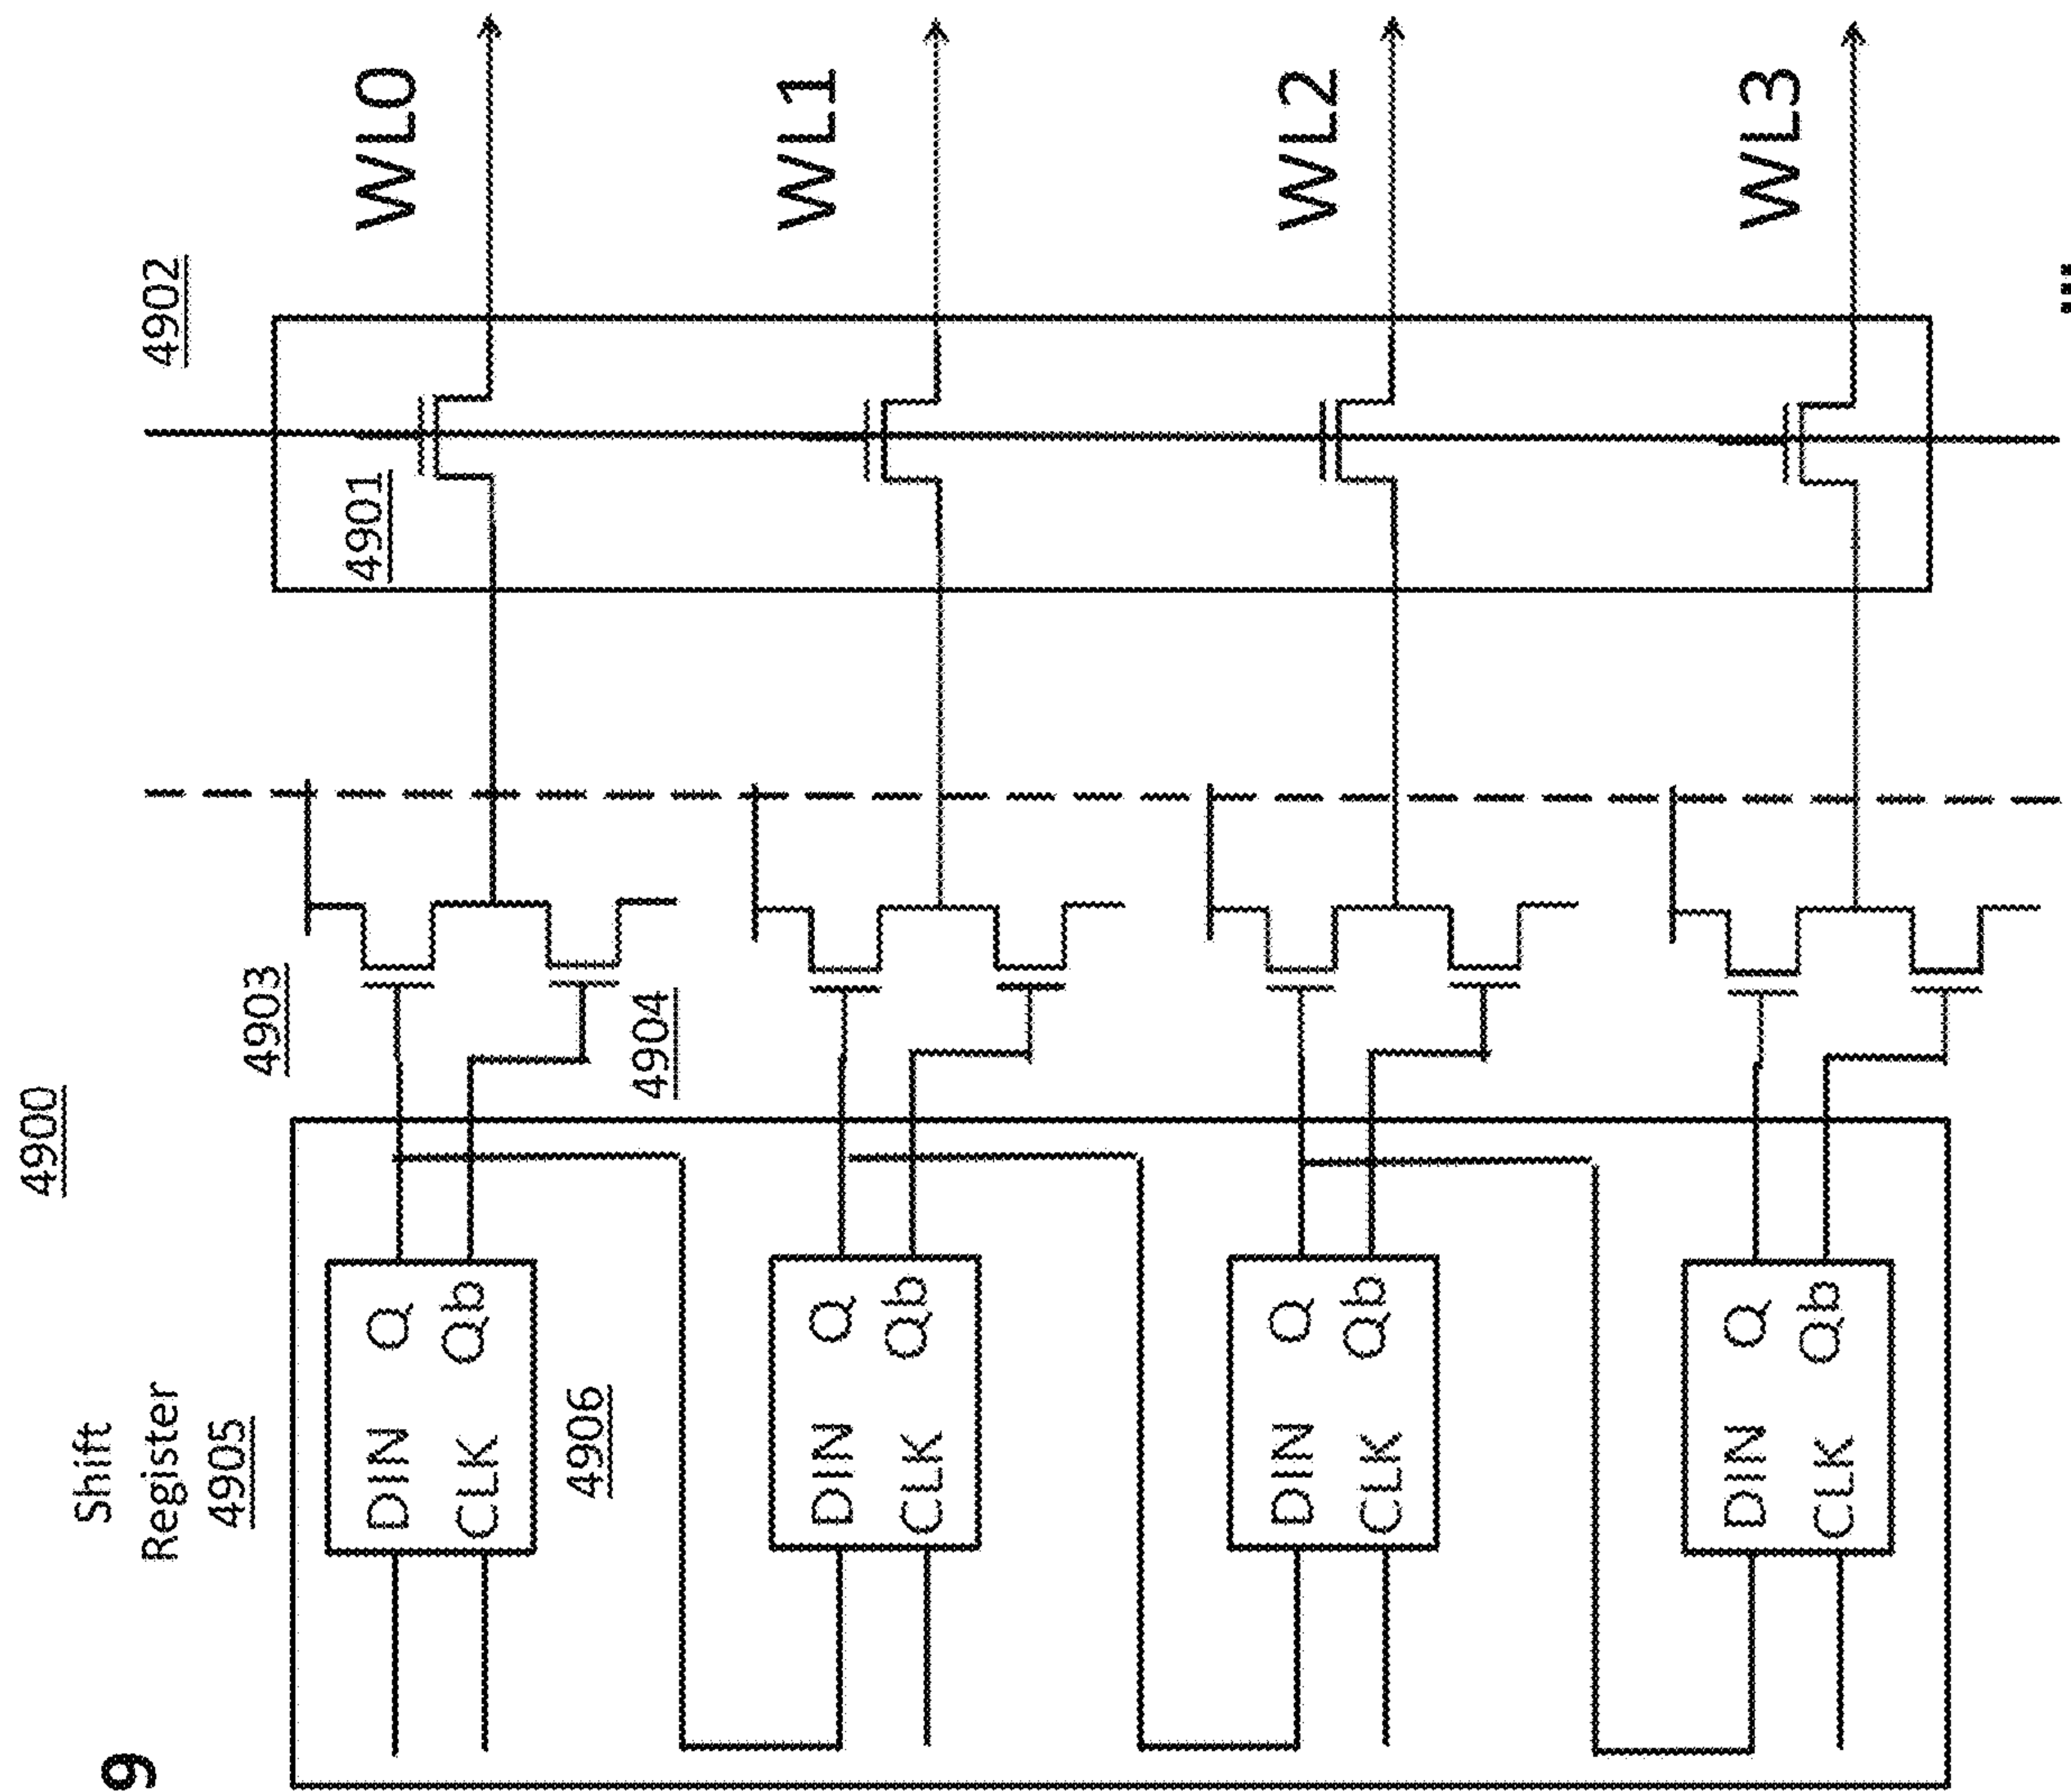 9
4900
Shift
Register
4905
4903
4902
4901
WL0
DIN Q
CLK Qb
4904
4906
WL1
DIN Q
CLK Qb
WL2
DIN Q
CLK Qb
WL3
DIN Q
CLK Qb
...